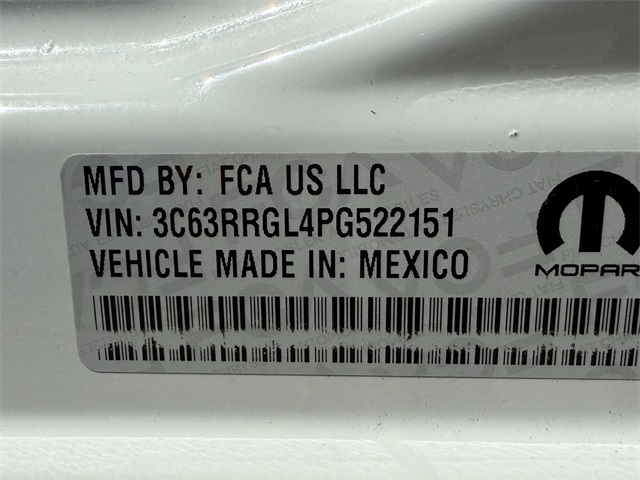 MFD BY: FCA US LLC
VIN: 3C63RRGL4PG522151
VEHICLE MADE IN: MEXICO
MOPAR